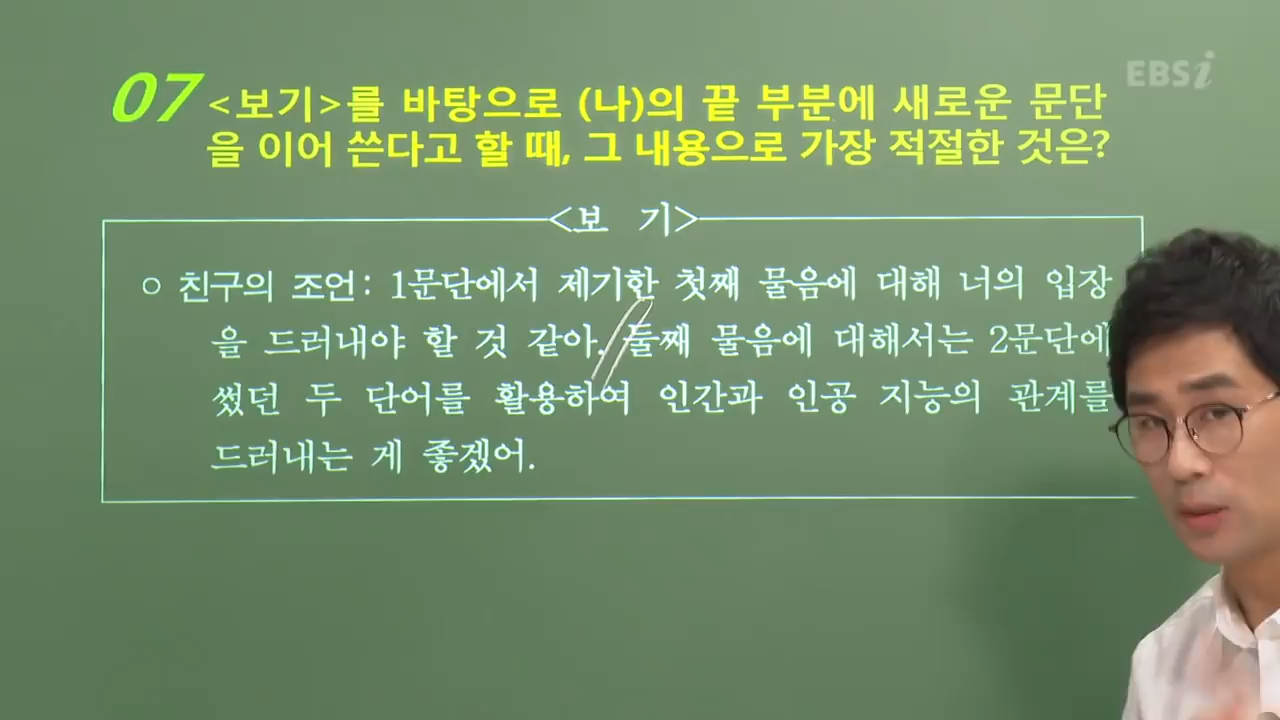 EBSi
07 <보기>를 바탕으로 (나)의 끝 부분에 새로운 문단
을 이어 쓴다고 할 때, 그 내용으로 가장 적절한 것은?
<보 기>
○ 친구의 조언: 1문단에서 제기한 첫째 물음에 대해 너의 입장
을 드러내야 할 것 같아. 둘째 물음에 대해서는 2문단에
썼던 두 단어를 활용하여 인간과 인공 지능의 관계를
드러내는 게 좋겠어.